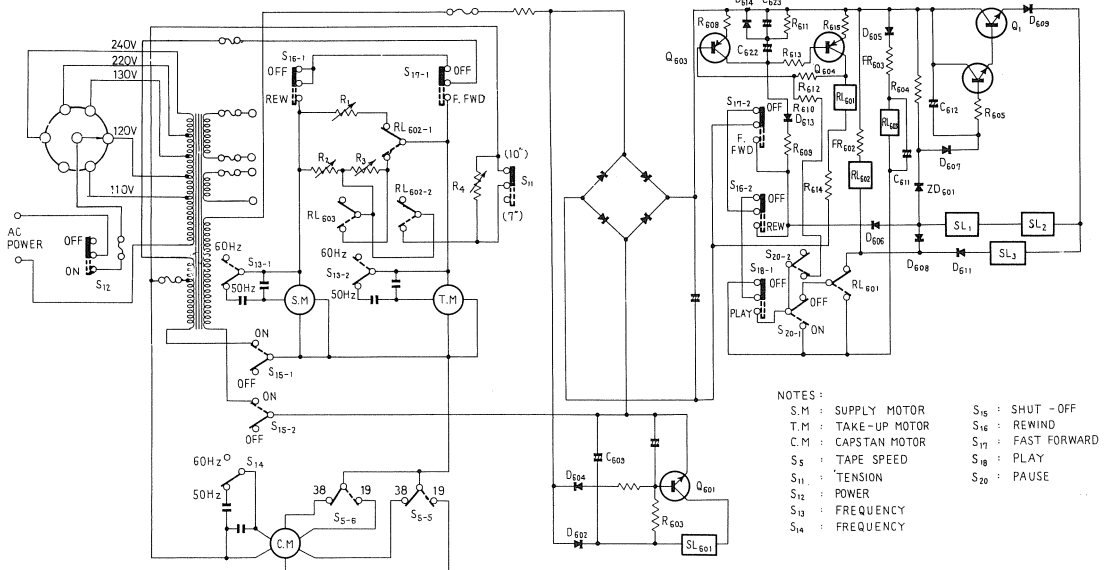 240V
220V
130V
120V
110V
AC
POWER
OFF
ON
S12
S16-1
OFF
REW
S17-1
OFF
F. FWD
R1
RL602-1
R2
R3
RL603
RL602-2
R4
(10")
S11
(7")
60Hz
S13-1
50Hz
S.M
60Hz
S13-2
50Hz
T.M
ON
S15-1
OFF
ON
S15-2
OFF
60Hz
S14
50Hz
C.M
38
19
S5-6
38
19
S5-5
C603
D604
Q601
R603
D602
SL601
D614
C623
R608
R611
R615
Q603
C622
R613
Q604
R612
R610
D613
RL601
S17-2
OFF
F.
FWD
R609
FR602
R614
RL602
S16-2
OFF
REW
D605
FR603
R604
RL603
C611
C612
Q1
D609
R605
D607
ZD601
SL1
SL2
D606
D608
D611
SL3
S20-2
S18-1
OFF
PLAY
OFF
S20-1
ON
RL601
NOTES :
S.M : SUPPLY MOTOR
T.M : TAKE-UP MOTOR
C.M : CAPSTAN MOTOR
S5 : TAPE SPEED
S11 : TENSION
S12 : POWER
S13 : FREQUENCY
S14 : FREQUENCY
S15 : SHUT - OFF
S16 : REWIND
S17 : FAST FORWARD
S18 : PLAY
S20 : PAUSE